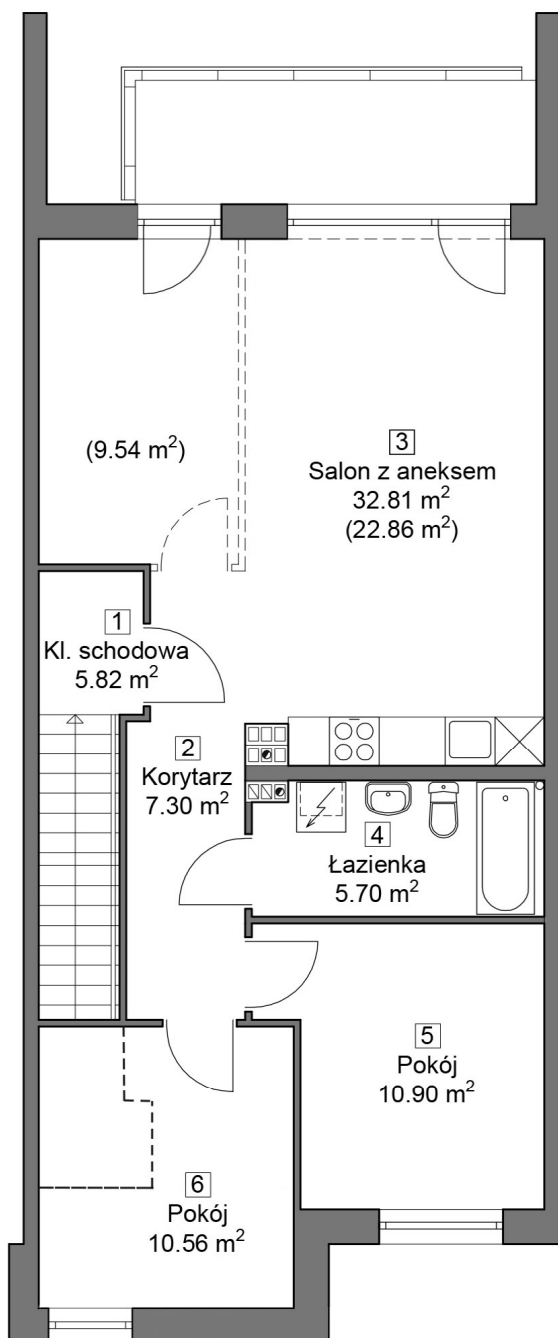 (9.54 m²)
3
Salon z aneksem
32.81 m²
(22.86 m²)
1
Kl. schodowa
5.82 m²
2
Korytarz
7.30 m²
4
Łazienka
5.70 m²
5
Pokój
10.90 m²
6
Pokój
10.56 m²